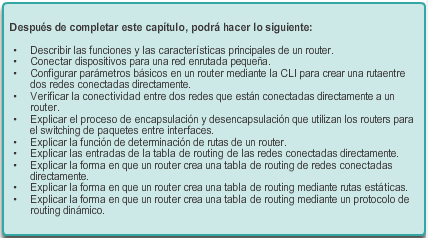 Después de completar este capítulo, podrá hacer lo siguiente:
• Describir las funciones y las características principales de un router.
• Conectar dispositivos para una red enrutada pequeña.
• Configurar parámetros básicos en un router mediante la CLI para crear una rutaentre
dos redes conectadas directamente.
• Verificar la conectividad entre dos redes que están conectadas directamente a un
router.
• Explicar el proceso de encapsulación y desencapsulación que utilizan los routers para
el switching de paquetes entre interfaces.
• Explicar la función de determinación de rutas de un router.
• Explicar las entradas de la tabla de routing de las redes conectadas directamente.
• Explicar la forma en que un router crea una tabla de routing de redes conectadas
directamente.
• Explicar la forma en que un router crea una tabla de routing mediante rutas estáticas.
• Explicar la forma en que un router crea una tabla de routing mediante un protocolo de
routing dinámico.